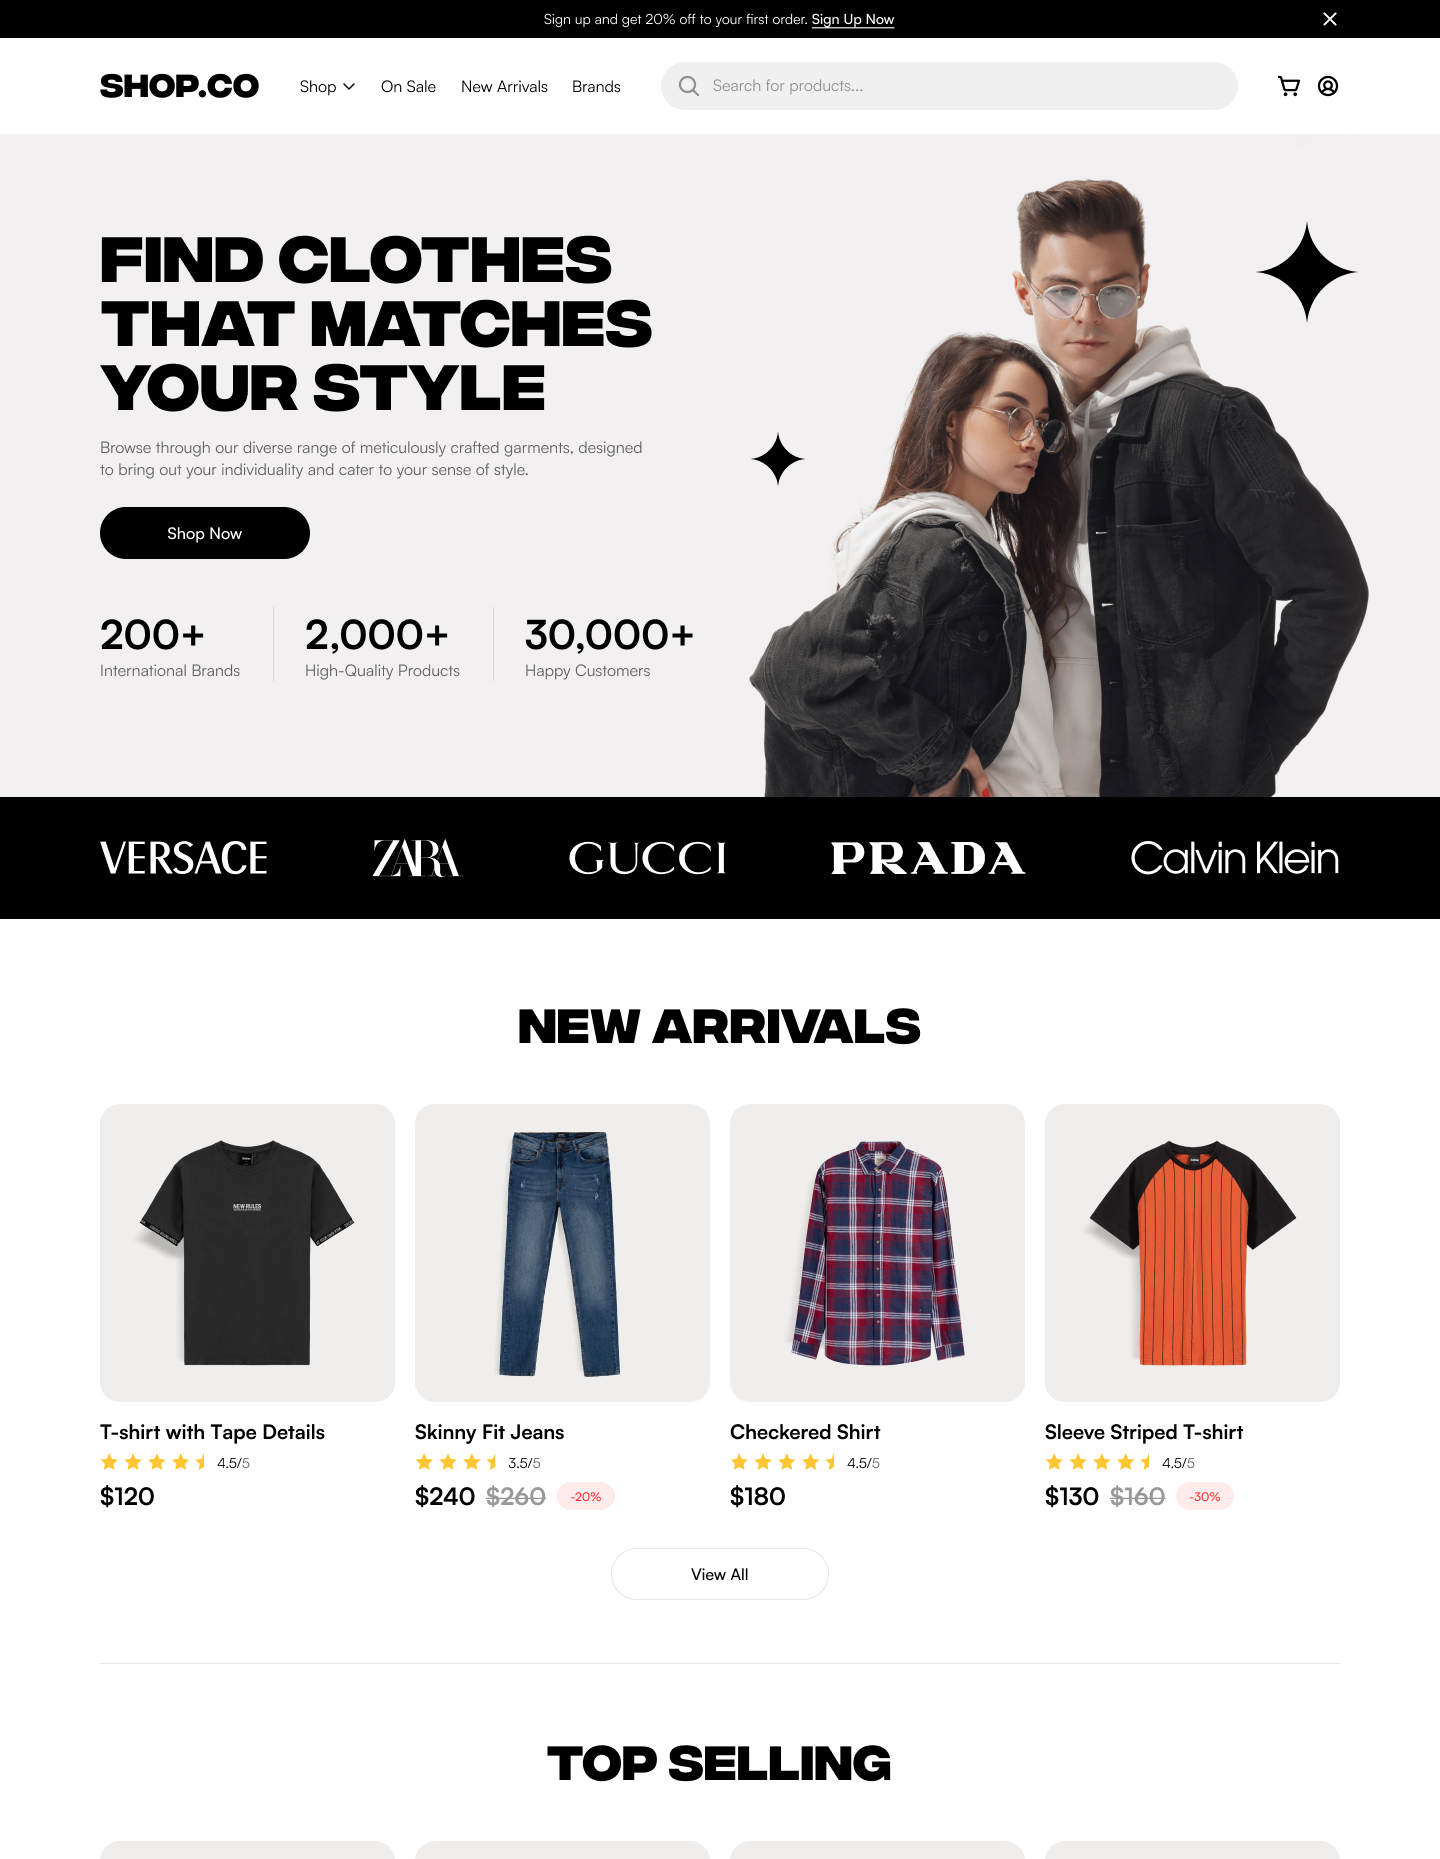 Sign up and get 20% off to your first order. Sign Up Now
SHOP.CO
Shop
On Sale
New Arrivals
Brands
Search for products...
FIND CLOTHES
THAT MATCHES
YOUR STYLE
Browse through our diverse range of meticulously crafted garments, designed
to bring out your individuality and cater to your sense of style.
Shop Now
200+
International Brands
2,000+
High-Quality Products
30,000+
Happy Customers
VERSACE
ZARA
GUCCI
PRADA
Calvin Klein
NEW ARRIVALS
NEW RULES
T-shirt with Tape Details
4.5/5
$120
Skinny Fit Jeans
3.5/5
$240 $260 -20%
Checkered Shirt
4.5/5
$180
Sleeve Striped T-shirt
4.5/5
$130 $160 -30%
View All
TOP SELLING